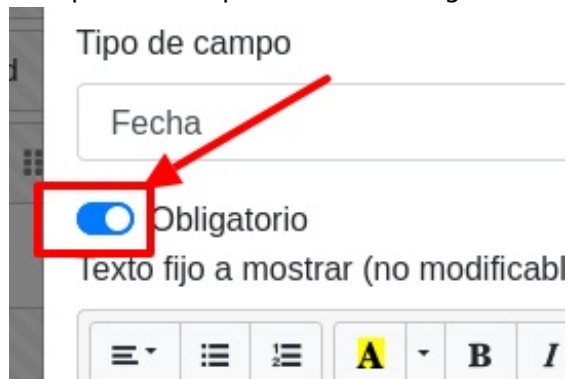 Tipo de campo
Fecha
Obligatorio
Texto fijo a mostrar (no modificabl
A B I